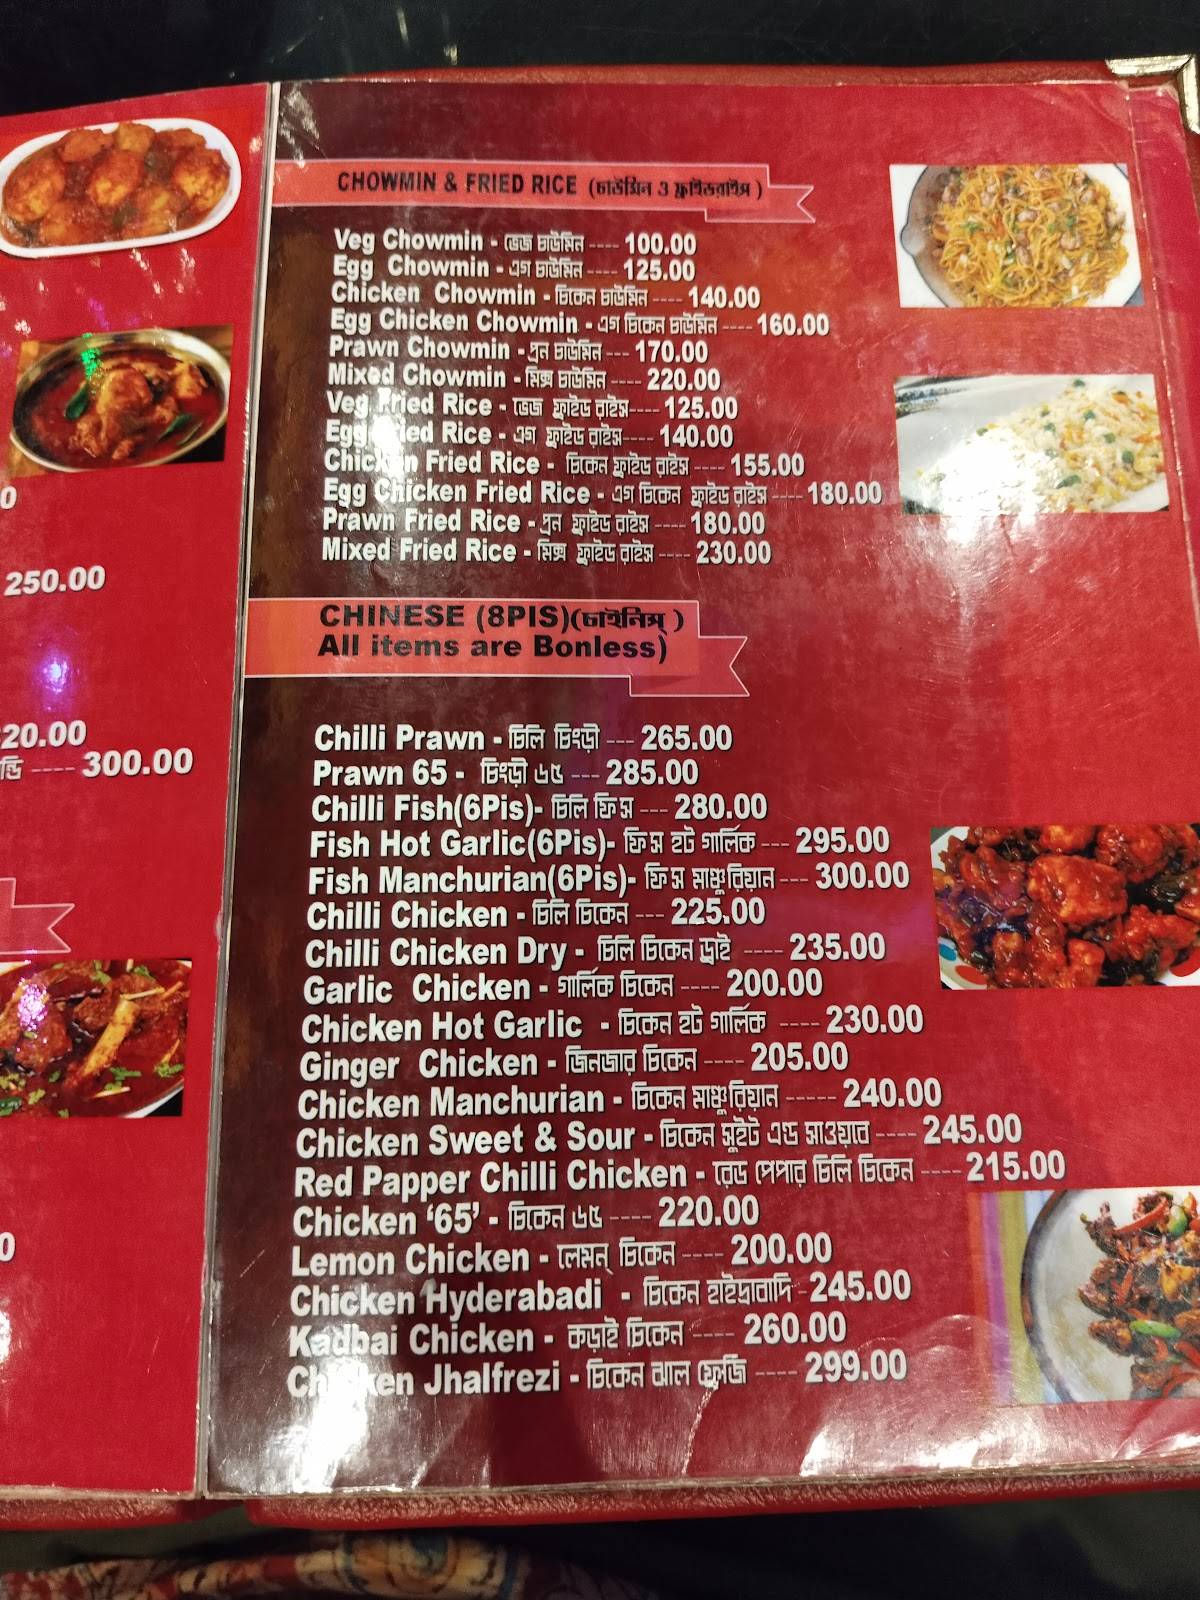 0
250.00
20.00
ন্ডি ---- 300.00
0
CHOWMIN & FRIED RICE (চাউমিন ও ফ্রাইডরাইস )
Veg Chowmin - ভেজ চাউমিন ---- 100.00
Egg Chowmin - এগ চাউমিন ---- 125.00
Chicken Chowmin - চিকেন চাউমিন ---- 140.00
Egg Chicken Chowmin - এগ চিকেন চাউমিন ---- 160.00
Prawn Chowmin - প্রন চাউমিন --- 170.00
Mixed Chowmin - মিক্স চাউমিন ---- 220.00
Veg Fried Rice - ভেজ ফ্রাইড রাইস---- 125.00
Egg Fried Rice - এগ ফ্রাইড রাইস---- 140.00
Chicken Fried Rice - চিকেন ফ্রাইড রাইস ---- 155.00
Egg Chicken Fried Rice - এগ চিকেন ফ্রাইড রাইস ---- 180.00
Prawn Fried Rice - প্রন ফ্রাইড রাইস ---- 180.00
Mixed Fried Rice - মিক্স ফ্রাইড রাইস ---- 230.00
CHINESE (8PIS)(চাইনিস্ )
All items are Bonless)
Chilli Prawn - চিলি চিংড়ী --- 265.00
Prawn 65 - চিংড়ী ৬৫ --- 285.00
Chilli Fish(6Pis)- চিলি ফিস --- 280.00
Fish Hot Garlic(6Pis)- ফিস হট গার্লিক --- 295.00
Fish Manchurian(6Pis)- ফিস মাঞ্চুরিয়ান --- 300.00
Chilli Chicken - চিলি চিকেন --- 225.00
Chilli Chicken Dry - চিলি চিকেন ড্রাই ---- 235.00
Garlic Chicken - গার্লিক চিকেন ---- 200.00
Chicken Hot Garlic - চিকেন হট গার্লিক ---- 230.00
Ginger Chicken - জিনজার চিকেন ---- 205.00
Chicken Manchurian - চিকেন মাঞ্চুরিয়ান ----- 240.00
Chicken Sweet & Sour - চিকেন সুইট এন্ড সাওয়ার ---- 245.00
Red Papper Chilli Chicken - রেড পেপার চিলি চিকেন ---- 215.00
Chicken ‘65’ - চিকেন ৬৫ ---- 220.00
Lemon Chicken - লেমন্ চিকেন ---- 200.00
Chicken Hyderabadi - চিকেন হাইদ্রাবাদি - 245.00
Kadbai Chicken - কড়াই চিকেন ---- 260.00
Chicken Jhalfrezi - চিকেন ঝাল ফ্রেজি ---- 299.00